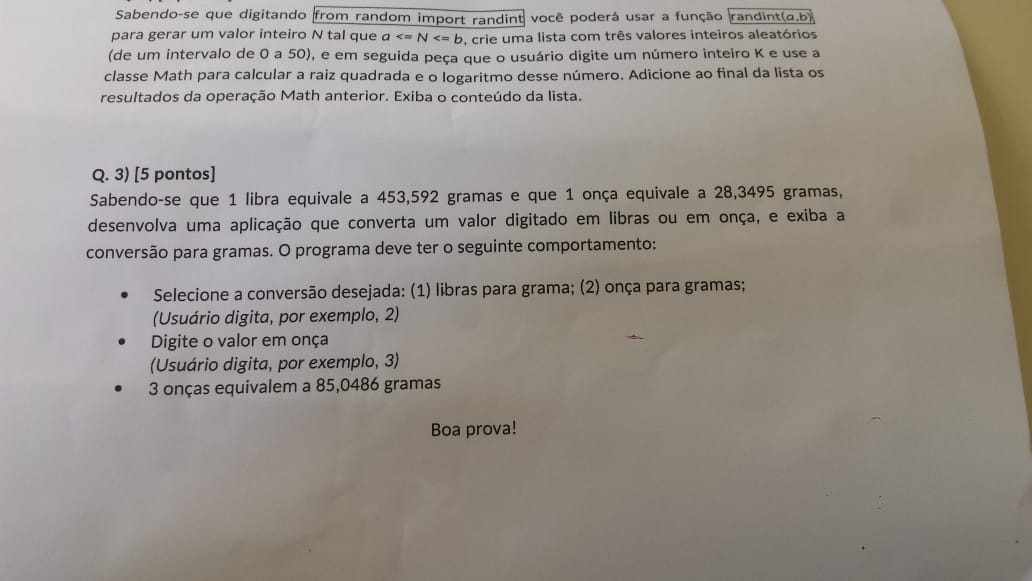 Sabendo-se que digitando from random import randint você poderá usar a função randint(a,b)
para gerar um valor inteiro N tal que a <= N <= b, crie uma lista com três valores inteiros aleatórios
(de um intervalo de 0 a 50), e em seguida peça que o usuário digite um número inteiro K e use a
classe Math para calcular a raiz quadrada e o logaritmo desse número. Adicione ao final da lista os
resultados da operação Math anterior. Exiba o conteúdo da lista.
Q. 3) [5 pontos]
Sabendo-se que 1 libra equivale a 453,592 gramas e que 1 onça equivale a 28,3495 gramas,
desenvolva uma aplicação que converta um valor digitado em libras ou em onça, e exiba a
conversão para gramas. O programa deve ter o seguinte comportamento:
• Selecione a conversão desejada: (1) libras para grama; (2) onça para gramas;
(Usuário digita, por exemplo, 2)
• Digite o valor em onça
(Usuário digita, por exemplo, 3)
• 3 onças equivalem a 85,0486 gramas
Boa prova!